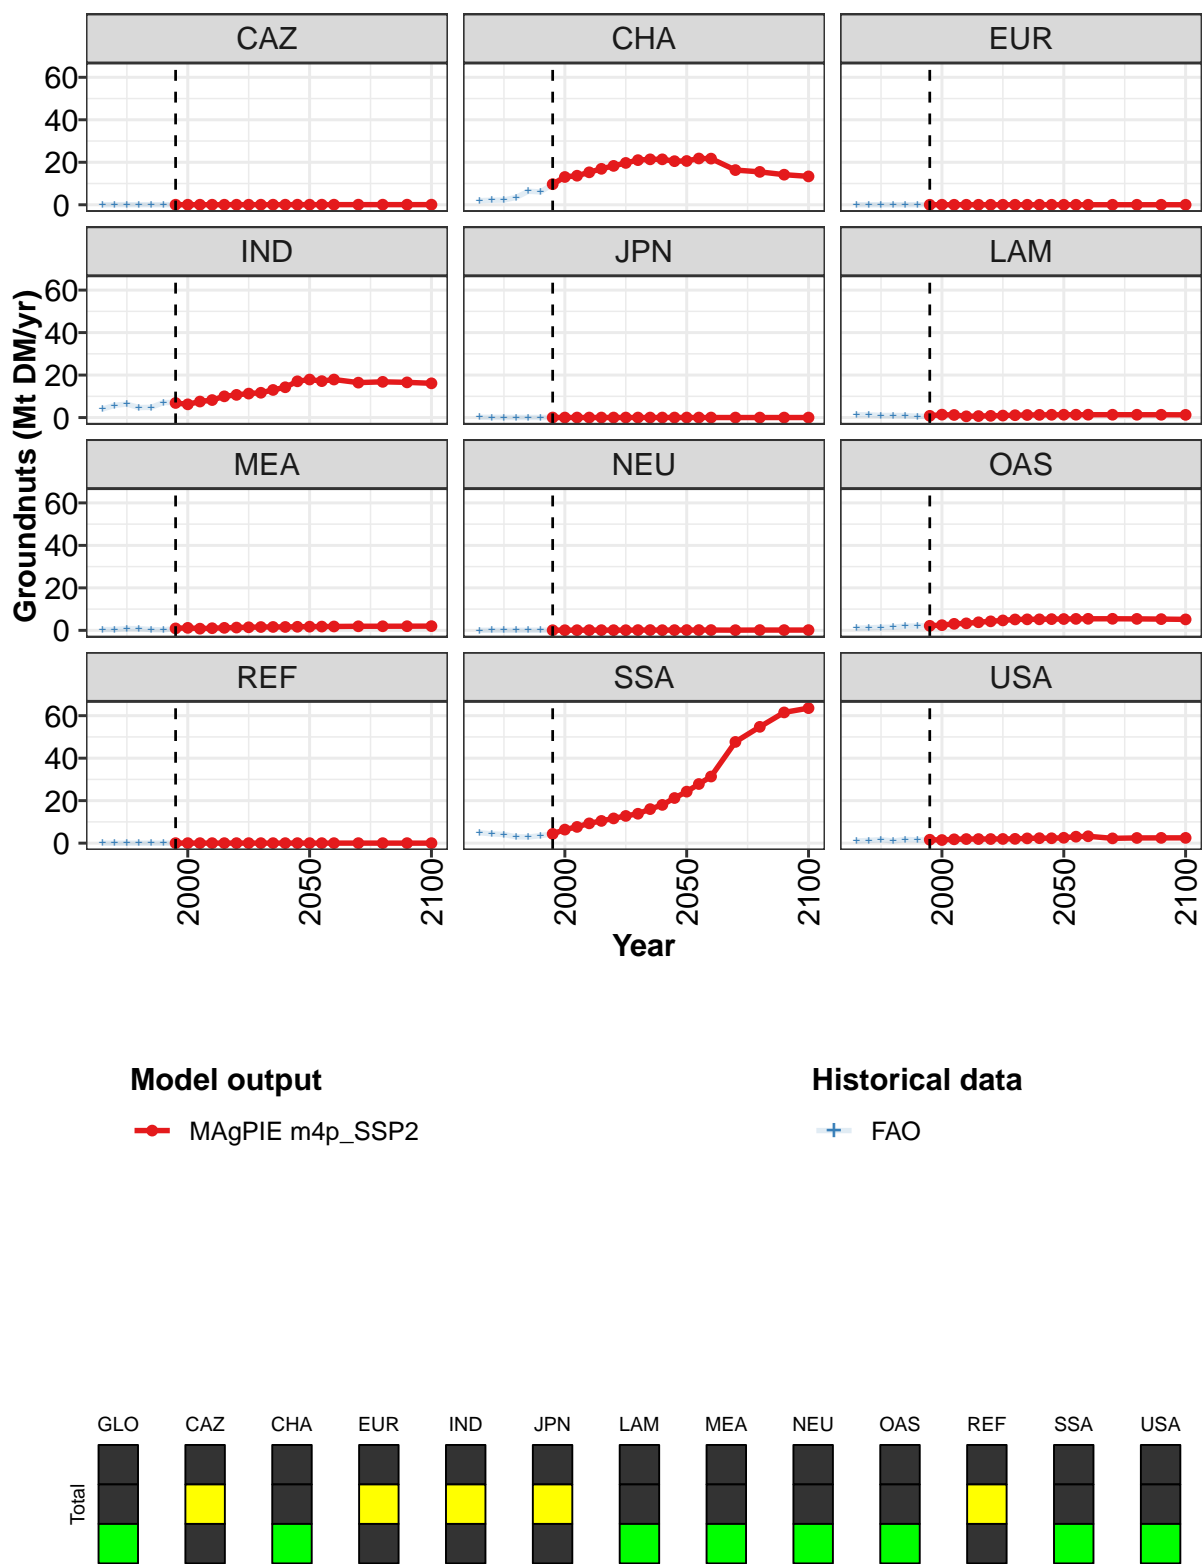 CAZ CHA EUR
60
40
20
0
IND JPN LAM
60
40
20
0
MEA NEU OAS
60
40
20
0
REF SSA USA
60
40
20
0
2000 2050 2100 2000 2050 2100 2000 2050 2100
Year
Groundnuts (Mt DM/yr)
Model output
MAgPIE m4p_SSP2
Historical data
FAO
GLO CAZ CHA EUR IND JPN LAM MEA NEU OAS REF SSA USA
Total